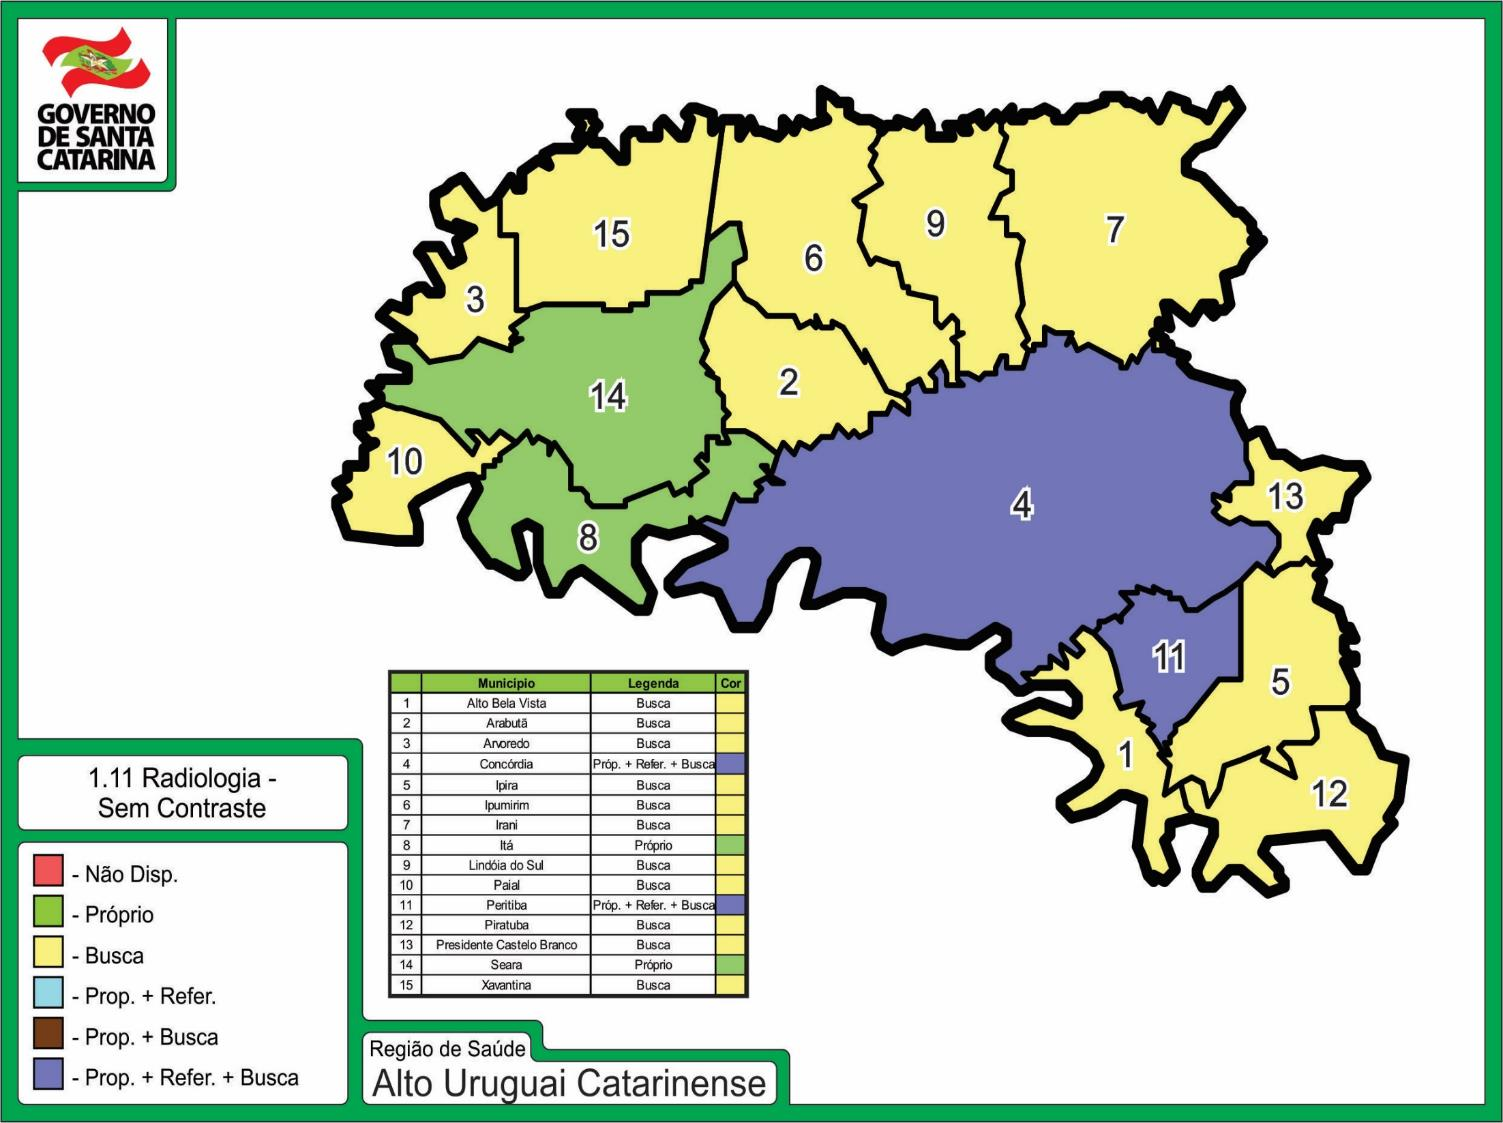 GOVERNO
DE SANTA
CATARINA
15
6
9
7
3
14
2
10
8
4
13
11
5
1
12
Municipio Legenda Cor
1 Alto Bela Vista Busca
2 Arabutã Busca
3 Arvoredo Busca
4 Concórdia Próp. + Refer. + Busca
5 Ipira Busca
6 Ipumirim Busca
7 Irani Busca
8 Itá Próprio
9 Lindóia do Sul Busca
10 Paial Busca
11 Peritiba Próp. + Refer. + Busca
12 Piratuba Busca
13 Presidente Castelo Branco Busca
14 Seara Próprio
15 Xavantina Busca
1.11 Radiologia -
Sem Contraste
- Não Disp.
- Próprio
- Busca
- Prop. + Refer.
- Prop. + Busca
- Prop. + Refer. + Busca
Região de Saúde
Alto Uruguai Catarinense